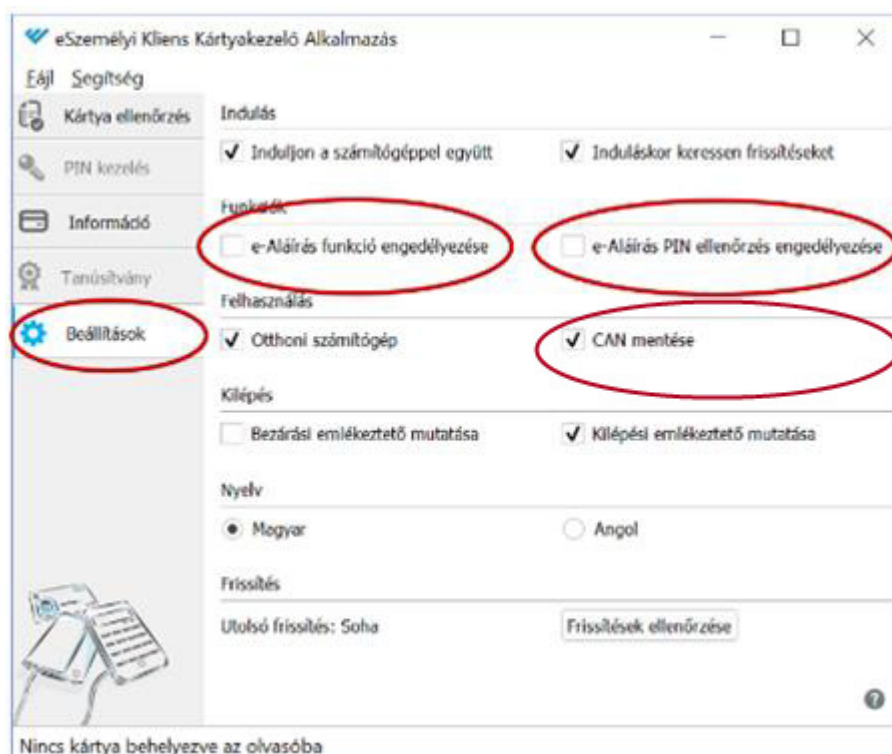 eSzemélyi Kliens Kártyakezelő Alkalmazás
Fájl Segítség
Kártya ellenőrzés
PIN kezelés
Információ
Tanúsítvány
Beállítások
Indulás
Induljon a számítógéppel együtt Induláskor keressen frissítéseket
Funkciók
e-Aláírás funkció engedélyezése e-Aláírás PIN ellenőrzés engedélyezése
Felhasználás
Otthoni számítógép CAN mentése
Kilépés
Bezárási emlékeztető mutatása Kilépési emlékeztető mutatása
Nyelv
Magyar Angol
Frissítés
Utolsó frissítés: Soha Frissítések ellenőrzése
Nincs kártya behelyezve az olvasóba